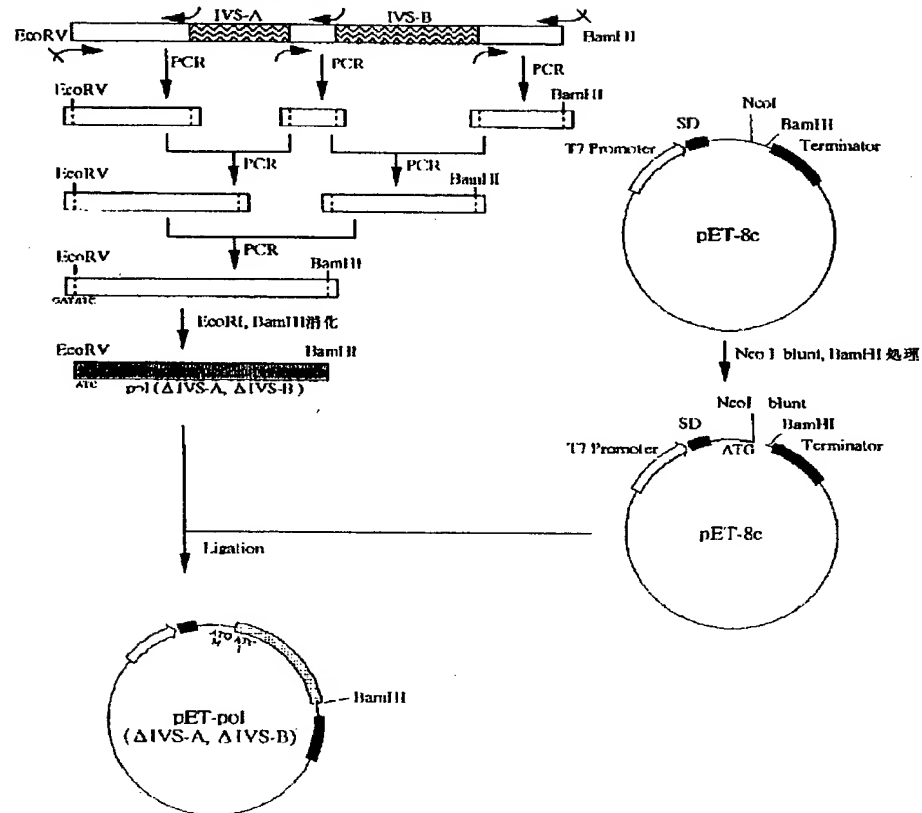 IVS-A IVS-B
EcoRV BamHI
PCR PCR PCR
EcoRV BamHI
PCR PCR
EcoRV BamHI
PCR
EcoRV BamHI
EcoRI, BamHI消化
EcoRV BamHI
ATC
pol (ΔIVS-A, ΔIVS-B)
Ligation
NcoI
SD BamHI
T7 Promoter Terminator
pET-8c
Nco I blunt, BamHI 処理
NcoI blunt
SD BamHI
T7 Promoter ATG Terminator
pET-8c
BamHI
pET-pol
(ΔIVS-A, ΔIVS-B)